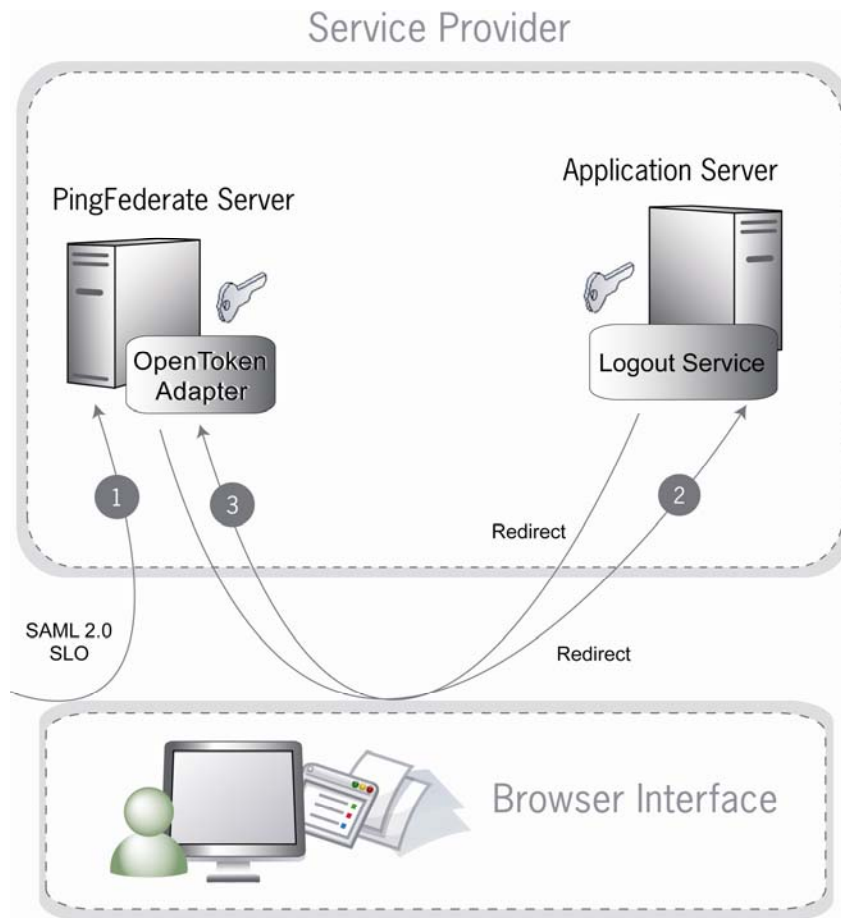 Service Provider
Application Server
PingFederate Server
OpenToken
Adapter
Logout Service
1
3
2
Redirect
SAML 2.0
SLO
Redirect
Browser Interface